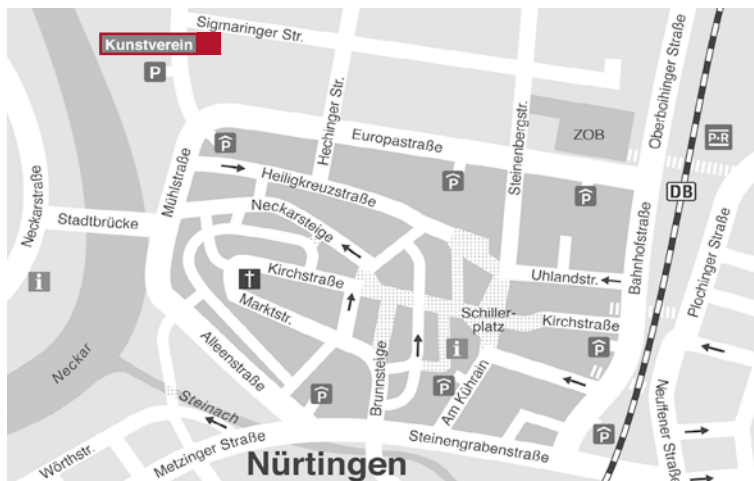 Sigmaringer Str.
Kunstverein
P
Oberboihinger Straße
Hechinger Str.
Steinenbergstr.
ZOB
P+R
P
Europastraße
Mühlstraße
Heiligkreuzstraße
P
P
DB
Neckarstraße
Stadtbrücke
Neckarsteige
Bahnhofstraße
Plochinger Straße
i
Kirchstraße
Uhlandstr.
Marktstr.
Schiller-
platz
Kirchstraße
Neckar
Alleenstraße
i
P
Brunnsteige
P
P
Am Kührain
Neuffener Straße
Steinach
P
Wörthstr.
Metzinger Straße
Steinengrabenstraße
Nürtingen